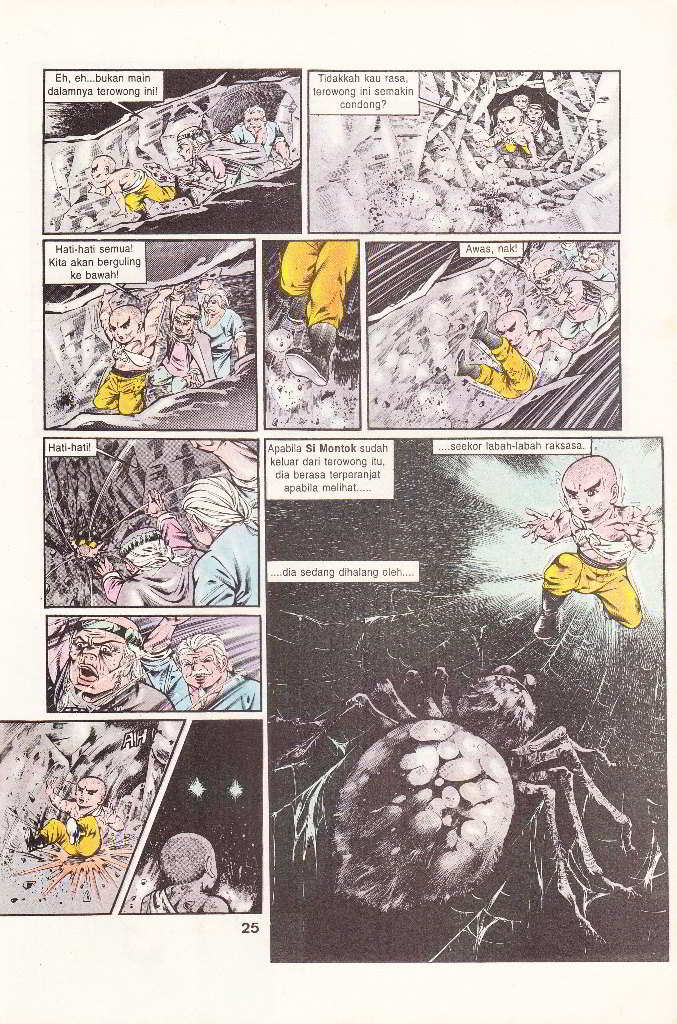 Eh, eh...bukan main
dalamnya terowong ini!
Tidakkah kau rasa,
terowong ini semakin
condong?
Hati-hati semua!
Kita akan berguling
ke bawah!
Awas, nak!
Hati-hati!
Apabila Si Montok sudah
keluar dari terowong itu,
dia berasa terperanjat
apabila melihat.....
....seekor labah-labah raksasa.
....dia sedang dihalang oleh....
AH
25